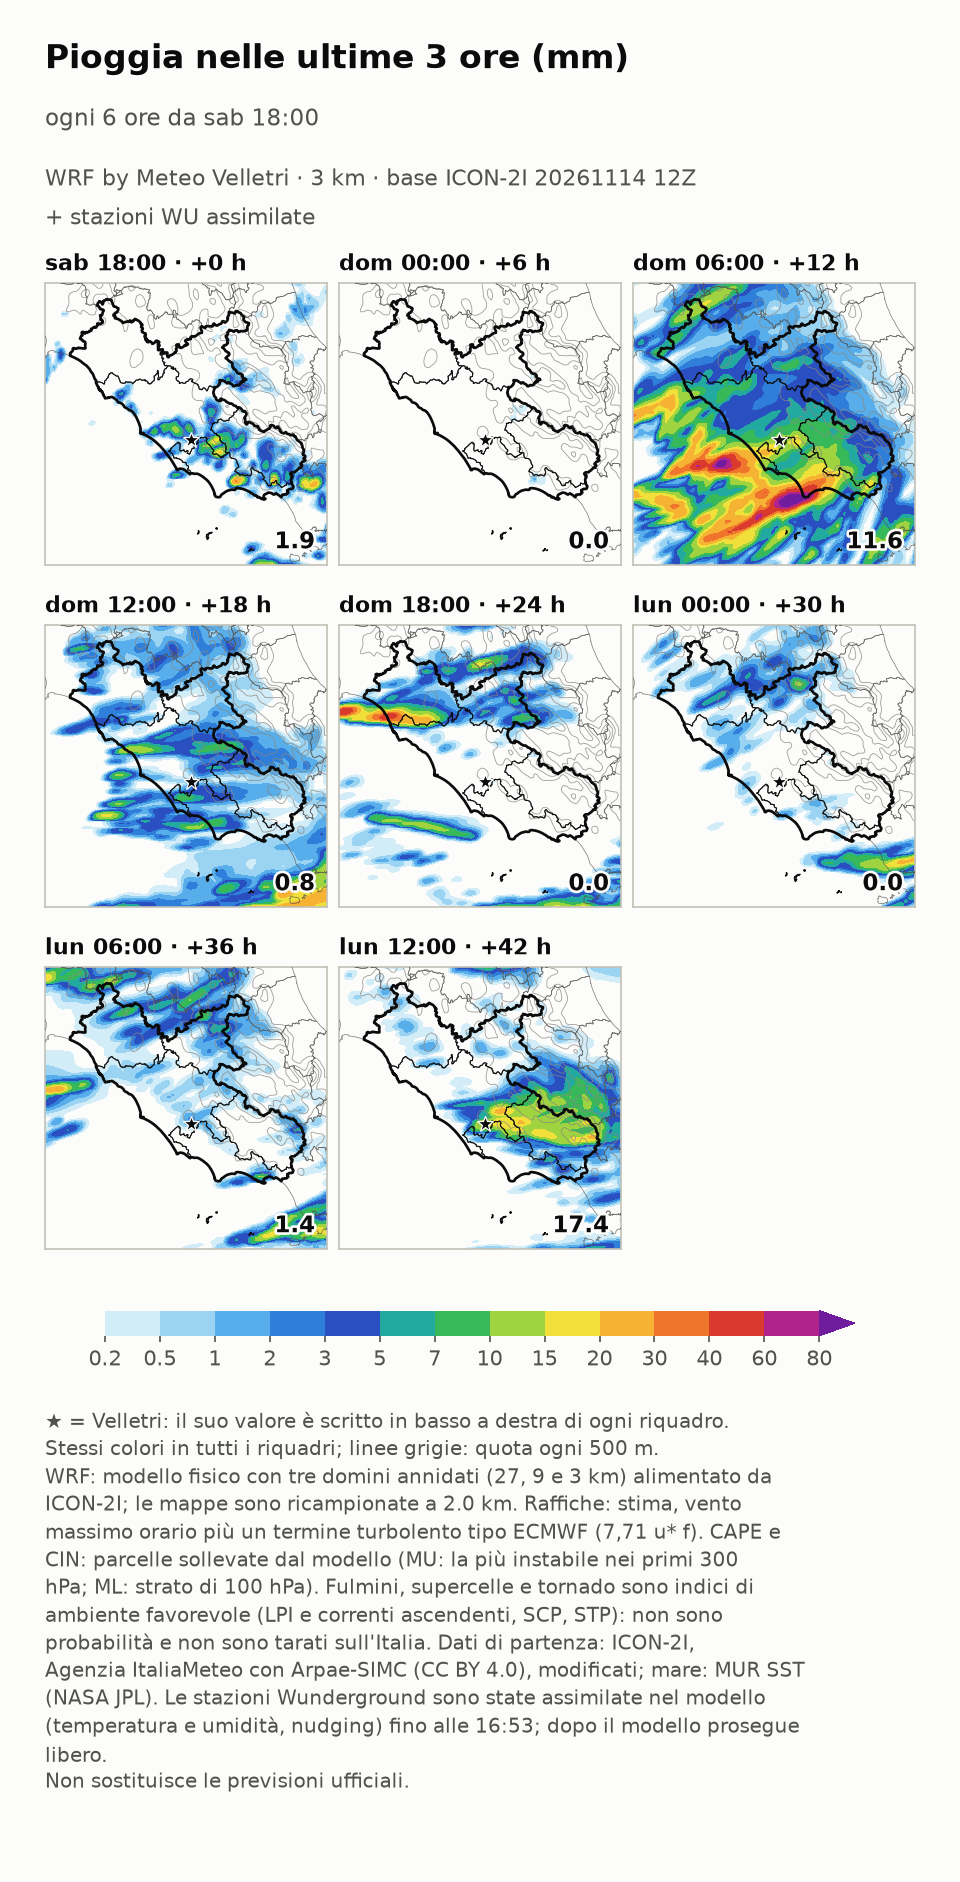 Pioggia nelle ultime 3 ore (mm)
ogni 6 ore da sab 18:00
WRF by Meteo Velletri · 3 km · base ICON-2I 20261114 12Z
+ stazioni WU assimilate
sab 18:00 · +0 h
dom 00:00 · +6 h
dom 06:00 · +12 h
1.9
0.0
11.6
dom 12:00 · +18 h
dom 18:00 · +24 h
lun 00:00 · +30 h
0.8
0.0
0.0
lun 06:00 · +36 h
lun 12:00 · +42 h
1.4
17.4
0.2 0.5 1 2 3 5 7 10 15 20 30 40 60 80
★ = Velletri: il suo valore è scritto in basso a destra di ogni riquadro.
Stessi colori in tutti i riquadri; linee grigie: quota ogni 500 m.
WRF: modello fisico con tre domini annidati (27, 9 e 3 km) alimentato da
ICON-2I; le mappe sono ricampionate a 2.0 km. Raffiche: stima, vento
massimo orario più un termine turbolento tipo ECMWF (7,71 u* f). CAPE e
CIN: parcelle sollevate dal modello (MU: la più instabile nei primi 300
hPa; ML: strato di 100 hPa). Fulmini, supercelle e tornado sono indici di
ambiente favorevole (LPI e correnti ascendenti, SCP, STP): non sono
probabilità e non sono tarati sull'Italia. Dati di partenza: ICON-2I,
Agenzia ItaliaMeteo con Arpae-SIMC (CC BY 4.0), modificati; mare: MUR SST
(NASA JPL). Le stazioni Wunderground sono state assimilate nel modello
(temperatura e umidità, nudging) fino alle 16:53; dopo il modello prosegue
libero.
Non sostituisce le previsioni ufficiali.